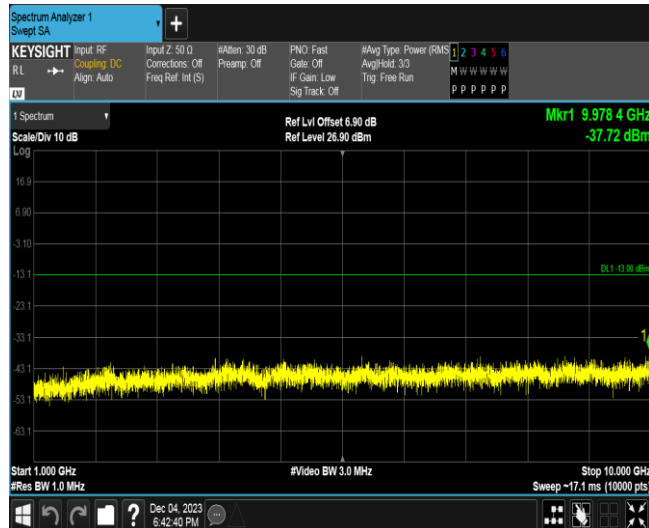 Spectrum Analyzer 1
Swept SA
+
KEYSIGHT Input: RF Input Z: 50 Ω #Atten: 30 dB PNO: Fast #Avg Type: Power (RMS 1 2 3 4 5 6
RL Coupling: DC Corrections: Off Preamp: Off Gate: Off Avg|Hold: 3/3 M W W W W W
Align: Auto Freq Ref: Int (S) IF Gain: Low Trig: Free Run
LXI Sig Track: Off P P P P P P
1 Spectrum Ref Lvl Offset 6.90 dB Mkr1 9.978 4 GHz
Scale/Div 10 dB Ref Level 26.90 dBm -37.72 dBm
Log
16.9
6.90
-3.10
-13.1
DL1 -13.00 dBm
-23.1
-33.1
1
-43.1
-53.1
-63.1
Start 1.000 GHz #Video BW 3.0 MHz Stop 10.000 GHz
#Res BW 1.0 MHz Sweep ~17.1 ms (10000 pts)
? Dec 04, 2023
6:42:40 PM